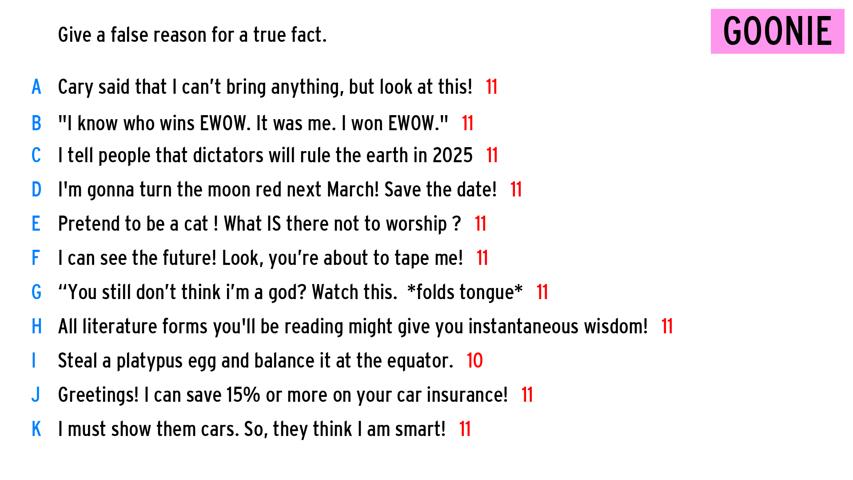 Give a false reason for a true fact.
GOONIE
A Cary said that I can’t bring anything, but look at this! 11
B "I know who wins EWOW. It was me. I won EWOW." 11
C I tell people that dictators will rule the earth in 2025 11
D I'm gonna turn the moon red next March! Save the date! 11
E Pretend to be a cat ! What IS there not to worship ? 11
F I can see the future! Look, you’re about to tape me! 11
G “You still don’t think i’m a god? Watch this. *folds tongue* 11
H All literature forms you'll be reading might give you instantaneous wisdom! 11
I Steal a platypus egg and balance it at the equator. 10
J Greetings! I can save 15% or more on your car insurance! 11
K I must show them cars. So, they think I am smart! 11